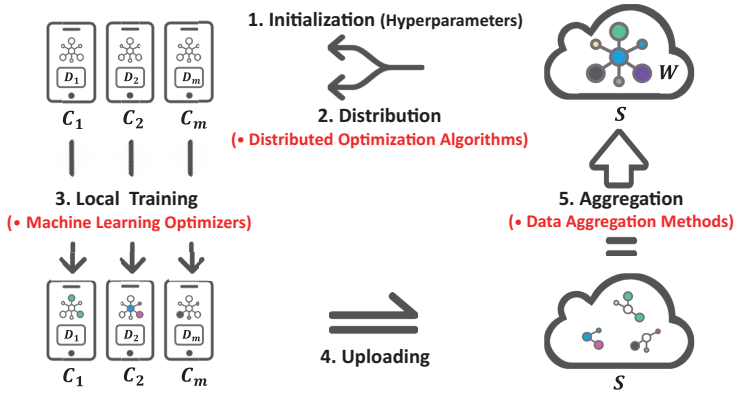 1. Initialization (Hyperparameters)
D1 D2 Dm
W
C1 C2 Cm
S
2. Distribution
(• Distributed Optimization Algorithms)
3. Local Training
(• Machine Learning Optimizers)
5. Aggregation
(• Data Aggregation Methods)
D1 D2 Dm
4. Uploading
C1 C2 Cm
S